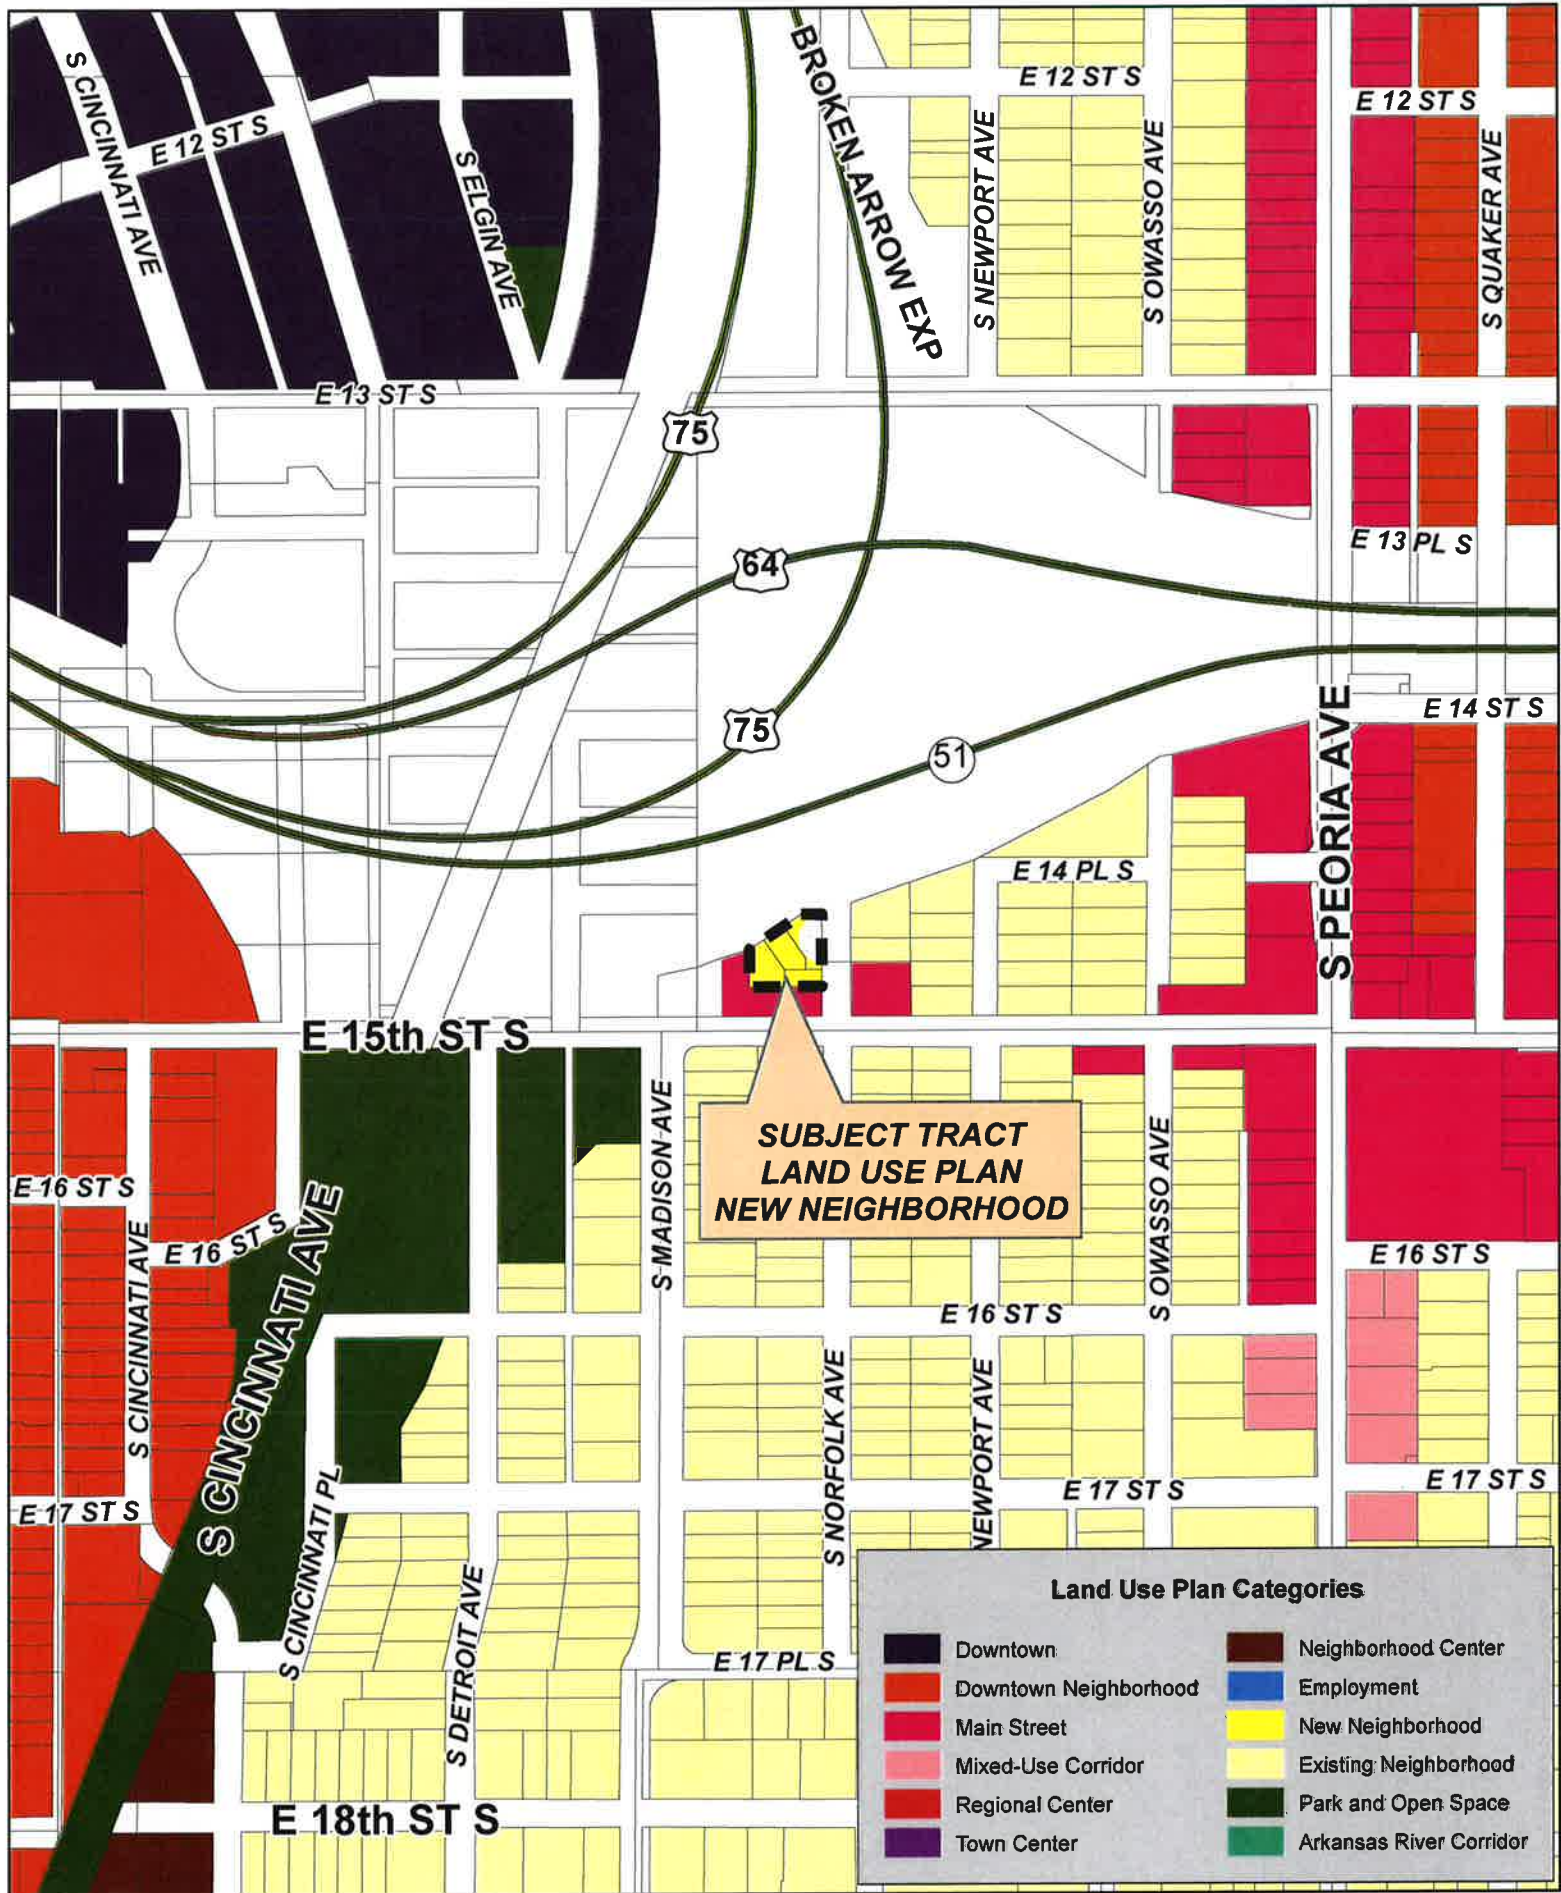 S CINCINNATI AVE
E 12 ST S
S ELGIN AVE
BROKEN ARROW EXP
E 12 ST S
S NEWPORT AVE
S OWASSO AVE
E 12 ST S
S QUAKER AVE
E 13 ST S
75
E 13 PL S
64
75
51
E 14 ST S
S PEORIA AVE
E 14 PL S
E 15th ST S
SUBJECT TRACT
LAND USE PLAN
NEW NEIGHBORHOOD
S MADISON AVE
S OWASSO AVE
E 16 ST S
E 16 ST S
S CINCINNATI AVE
S CINCINNATI AVE
E 16 ST S
E 16 ST S
S NORFOLK AVE
NEWPORT AVE
E 17 ST S
E 17 ST S
E 17 ST S
S CINCINNATI PL
S DETROIT AVE
E 17 PL S
E 18th ST S
Land Use Plan Categories
Downtown
Downtown Neighborhood
Main Street
Mixed-Use Corridor
Regional Center
Town Center
Neighborhood Center
Employment
New Neighborhood
Existing Neighborhood
Park and Open Space
Arkansas River Corridor